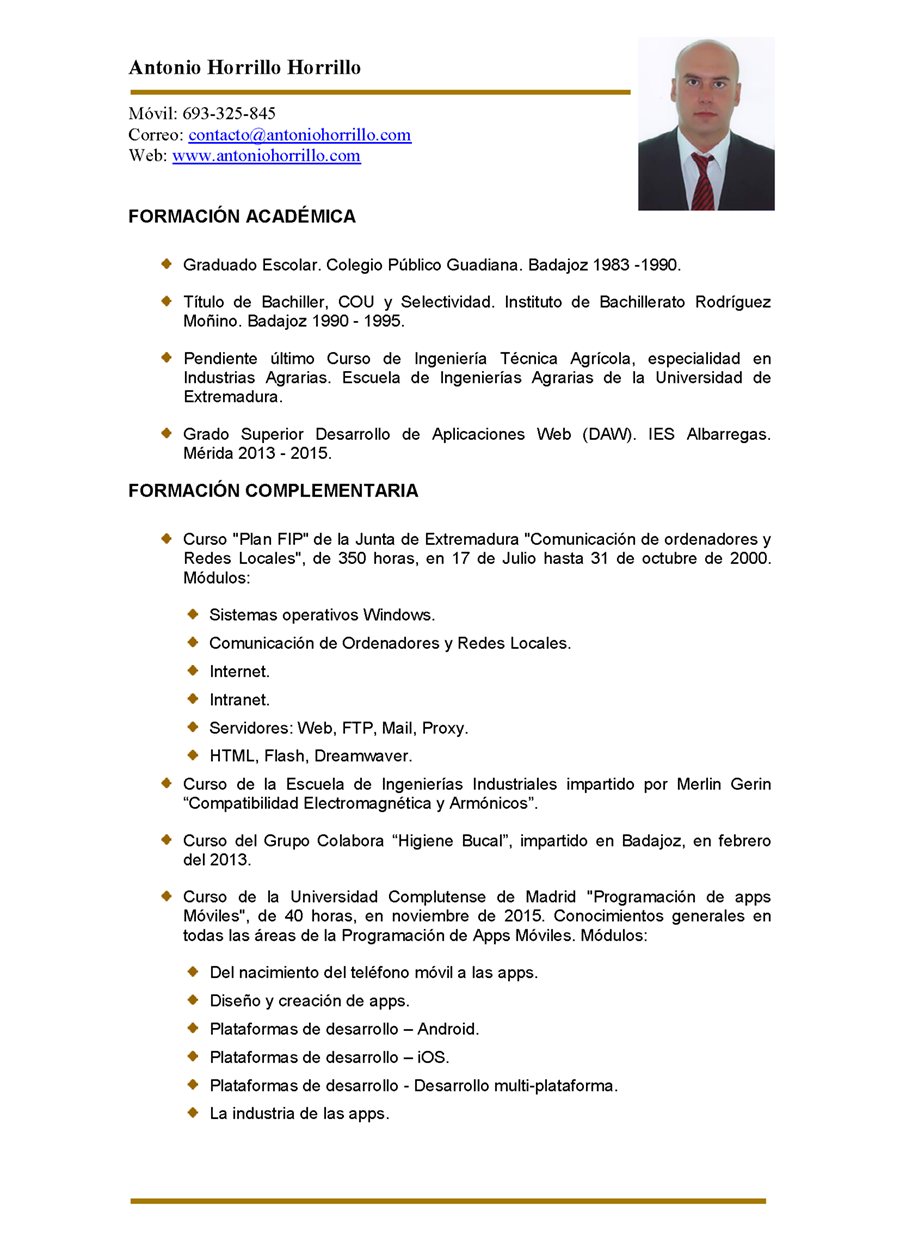 Antonio Horrillo Horrillo
Móvil: 693-325-845
Correo: contacto@antoniohorrillo.com
Web: www.antoniohorrillo.com
FORMACIÓN ACADÉMICA
Graduado Escolar. Colegio Público Guadiana. Badajoz 1983 -1990.
Título de Bachiller, COU y Selectividad. Instituto de Bachillerato Rodríguez
Moñino. Badajoz 1990 - 1995.
Pendiente último Curso de Ingeniería Técnica Agrícola, especialidad en
Industrias Agrarias. Escuela de Ingenierías Agrarias de la Universidad de
Extremadura.
Grado Superior Desarrollo de Aplicaciones Web (DAW). IES Albarregas.
Mérida 2013 - 2015.
FORMACIÓN COMPLEMENTARIA
Curso "Plan FIP" de la Junta de Extremadura "Comunicación de ordenadores y
Redes Locales", de 350 horas, en 17 de Julio hasta 31 de octubre de 2000.
Módulos:
Sistemas operativos Windows.
Comunicación de Ordenadores y Redes Locales.
Internet.
Intranet.
Servidores: Web, FTP, Mail, Proxy.
HTML, Flash, Dreamwaver.
Curso de la Escuela de Ingenierías Industriales impartido por Merlin Gerin
“Compatibilidad Electromagnética y Armónicos”.
Curso del Grupo Colabora “Higiene Bucal”, impartido en Badajoz, en febrero
del 2013.
Curso de la Universidad Complutense de Madrid "Programación de apps
Móviles", de 40 horas, en noviembre de 2015. Conocimientos generales en
todas las áreas de la Programación de Apps Móviles. Módulos:
Del nacimiento del teléfono móvil a las apps.
Diseño y creación de apps.
Plataformas de desarrollo – Android.
Plataformas de desarrollo – iOS.
Plataformas de desarrollo - Desarrollo multi-plataforma.
La industria de las apps.